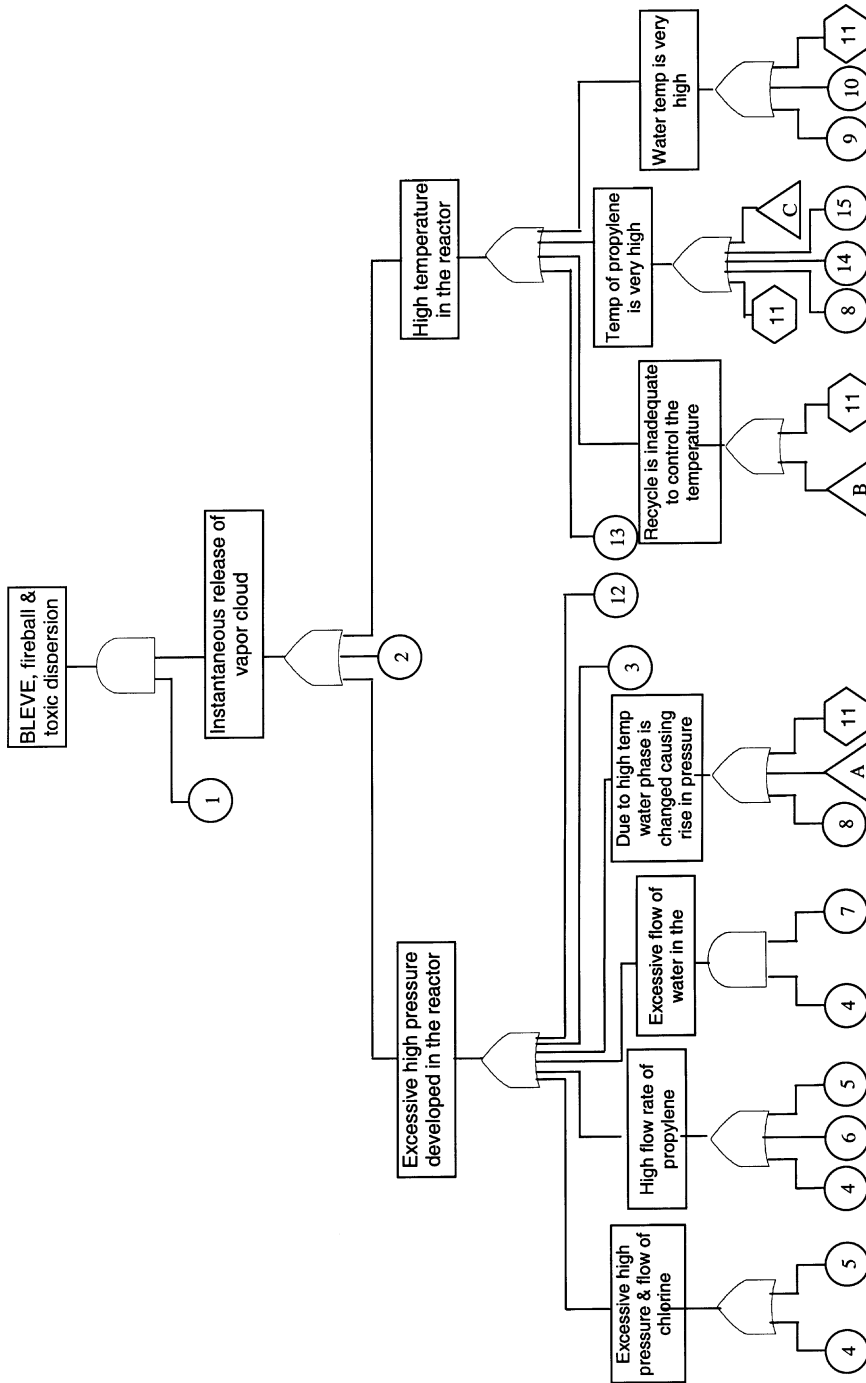 BLEVE, fireball &
toxic dispersion
1
Instantaneous release of
vapor cloud
2
Excessive high pressure
developed in the reactor
High temperature
in the reactor
3
12
13
Excessive high
pressure & flow of
chlorine
High flow rate of
propylene
Excessive flow of
water in the
Due to high temp
water phase is
changed causing
rise in pressure
Recycle is inadequate
to control the
temperature
Temp of propylene
is very high
Water temp is very
high
4
5
4
6
5
4
7
8
A
11
B
11
11
8
14
15
C
9
10
11